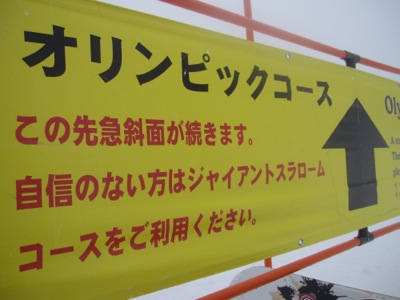 オリンピックコース
この先急斜面が続きます。
自信のない方はジャイアントスラローム
コースをご利用ください。
Oly